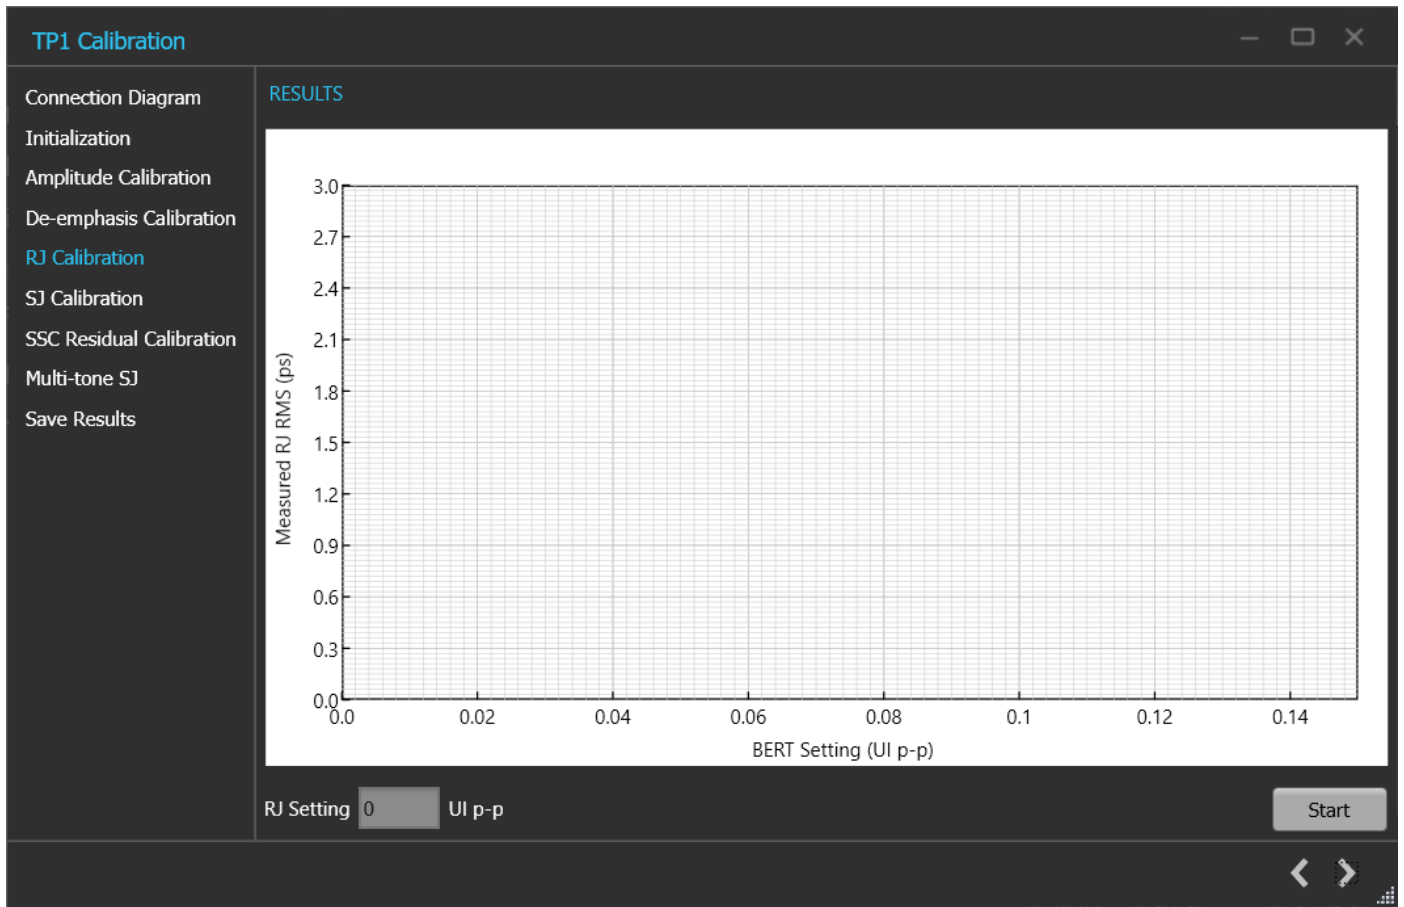 TP1 Calibration
Connection Diagram
Initialization
Amplitude Calibration
De-emphasis Calibration
RJ Calibration
SJ Calibration
SSC Residual Calibration
Multi-tone SJ
Save Results
RESULTS
Measured RJ RMS (ps)
3.0
2.7
2.4
2.1
1.8
1.5
1.2
0.9
0.6
0.3
0.0
0.0 0.02 0.04 0.06 0.08 0.1 0.12 0.14
BERT Setting (UI p-p)
RJ Setting 0 UI p-p
Start